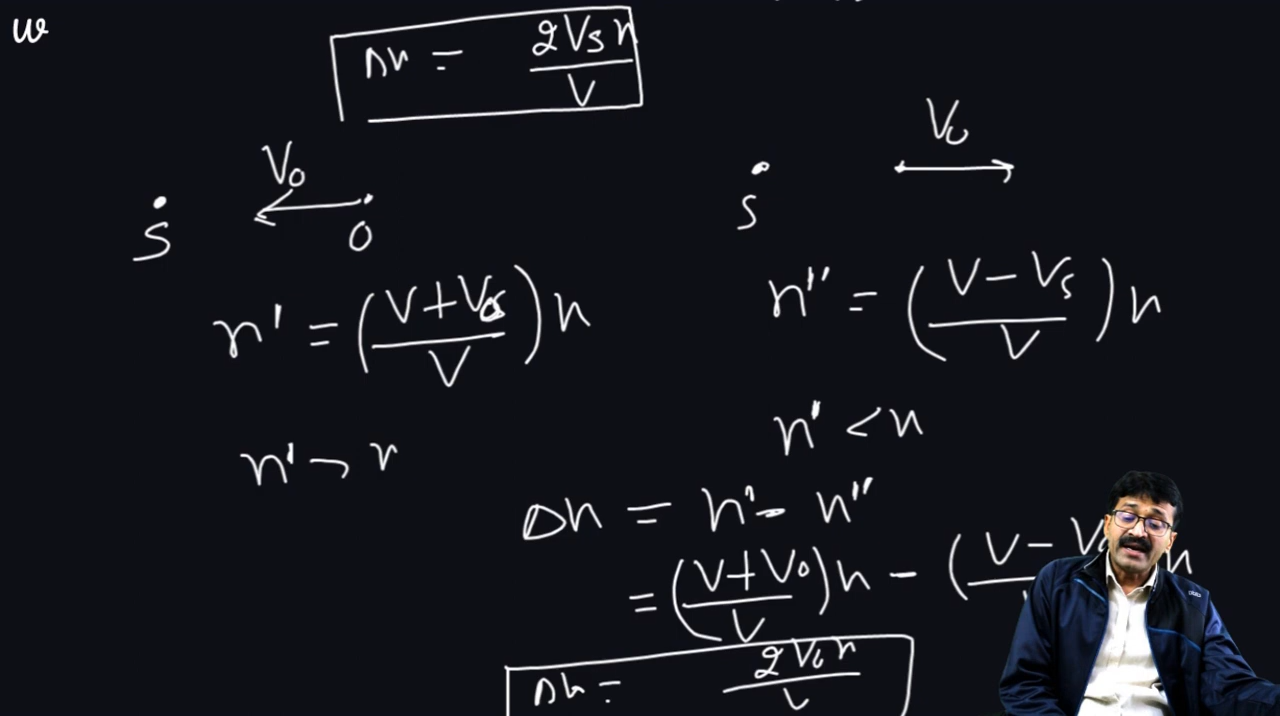 w
Δn = 2Vs n / V
V0
V0
S
O
S
n' = (V+V0 / V) n
n'' = (V-Vs / V) n
n' > n
n' < n
Δn = n' - n''
= (V+V0 / V) n - (V-V
Δn = 2V0 n / V